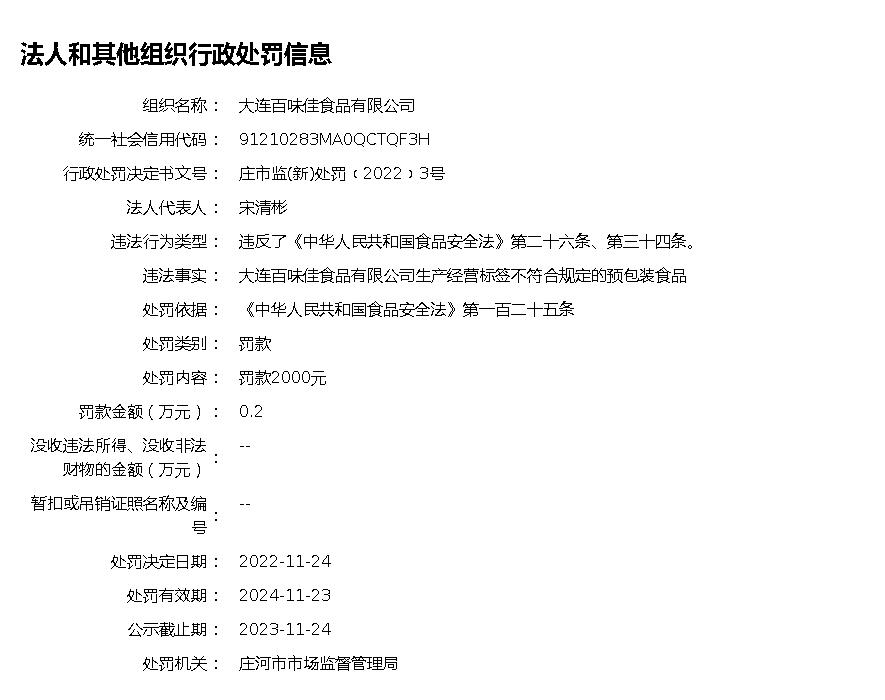 法人和其他组织行政处罚信息
组织名称： 大连百味佳食品有限公司
统一社会信用代码： 91210283MA0QCTQF3H
行政处罚决定书文号： 庄市监(新)处罚﹝2022﹞3号
法人代表人： 宋清彬
违法行为类型： 违反了《中华人民共和国食品安全法》第二十六条、第三十四条。
违法事实： 大连百味佳食品有限公司生产经营标签不符合规定的预包装食品
处罚依据： 《中华人民共和国食品安全法》第一百二十五条
处罚类别： 罚款
处罚内容： 罚款2000元
罚款金额（万元）： 0.2
没收违法所得、没收非法
财物的金额（万元）： --
暂扣或吊销证照名称及编
号： --
处罚决定日期： 2022-11-24
处罚有效期： 2024-11-23
公示截止期： 2023-11-24
处罚机关： 庄河市市场监督管理局